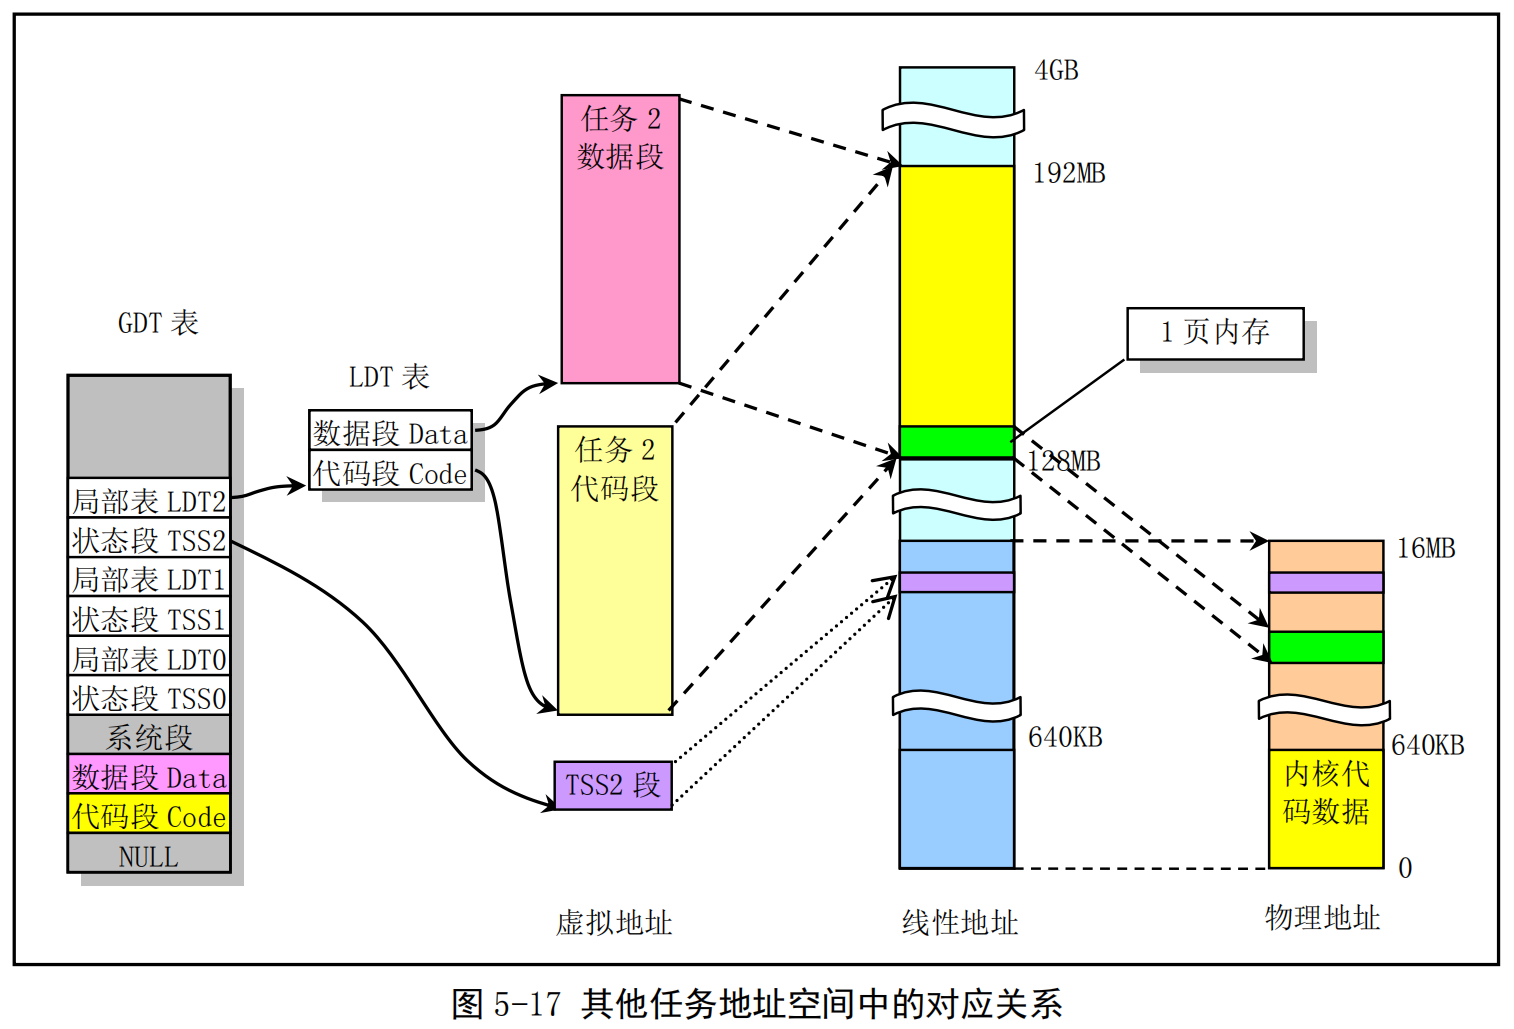 4GB
任务 2
数据段
192MB
GDT 表
1 页内存
LDT 表
数据段 Data
代码段 Code
任务 2
代码段
128MB
局部表 LDT2
状态段 TSS2
局部表 LDT1
状态段 TSS1
局部表 LDT0
状态段 TSS0
系统段
数据段 Data
代码段 Code
NULL
16MB
640KB
640KB
TSS2 段
内核代
码数据
0
虚拟地址
线性地址
物理地址
图 5-17 其他任务地址空间中的对应关系